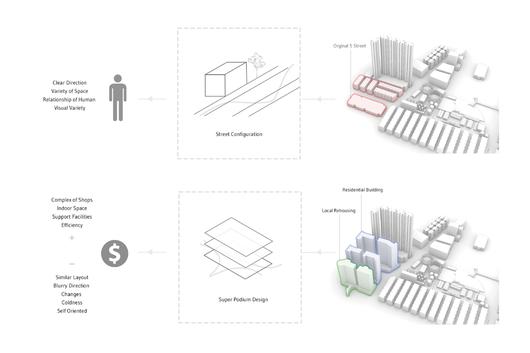 Orginal 5 Street
Clear Direction
Variety of Space
Relationship of Human
Visual Variety
Street Configuration
Residential Building
Local Rehousing
Complex of Shops
Indoor Space
Support Facilities
Efficiency
+
$
–
Similar Layout
Blurry Direction
Changes
Coldness
Self Oriented
Super Podium Design